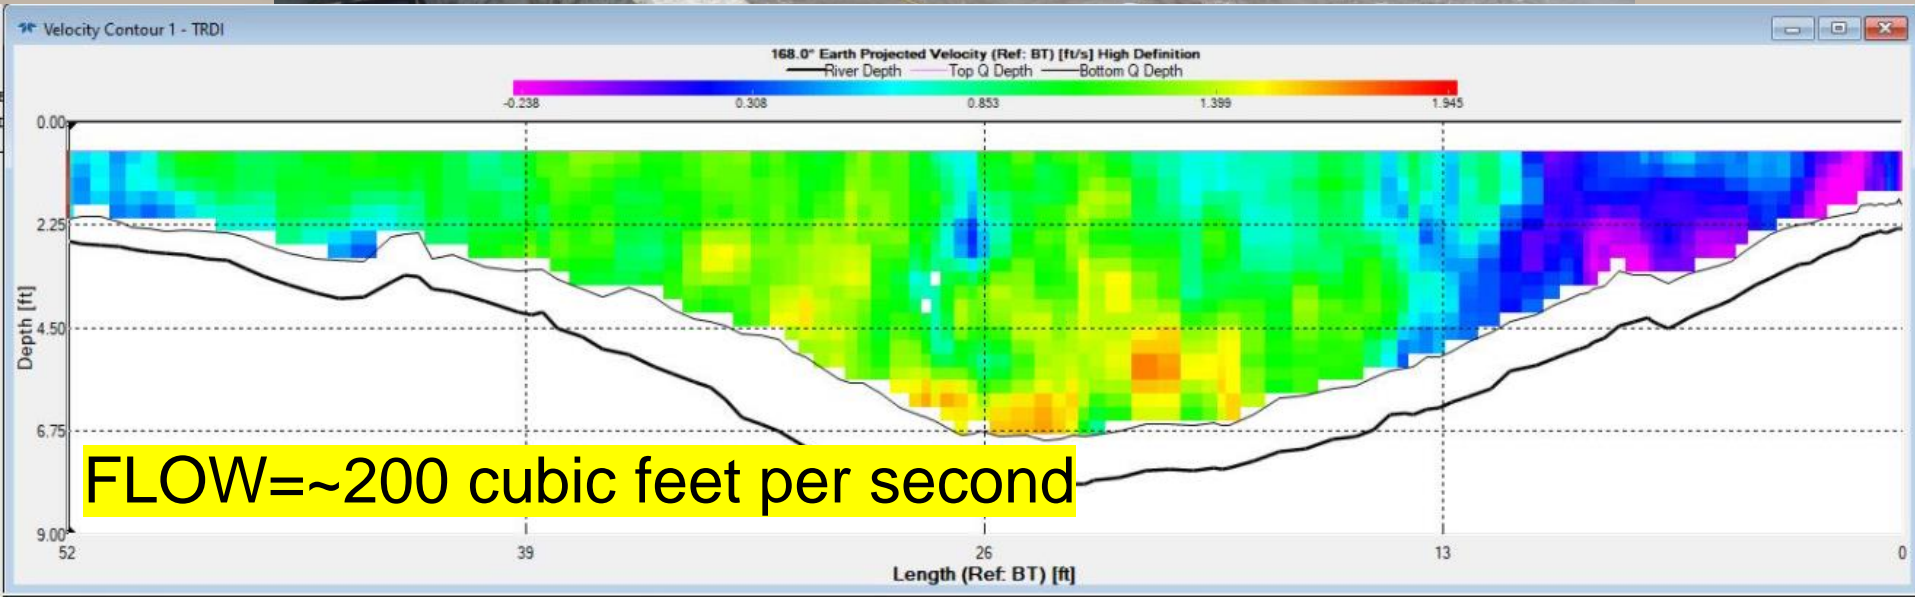 Velocity Contour 1 - TRDI
168.0° Earth Projected Velocity (Ref: BT) [ft/s] High Definition
River Depth Top Q Depth Bottom Q Depth
-0.238 0.308 0.853 1.399 1.945
0.00
2.25
4.50
6.75
9.00
Depth [ft]
FLOW=~200 cubic feet per second
52 39 26 13 0
Length (Ref: BT) [ft]